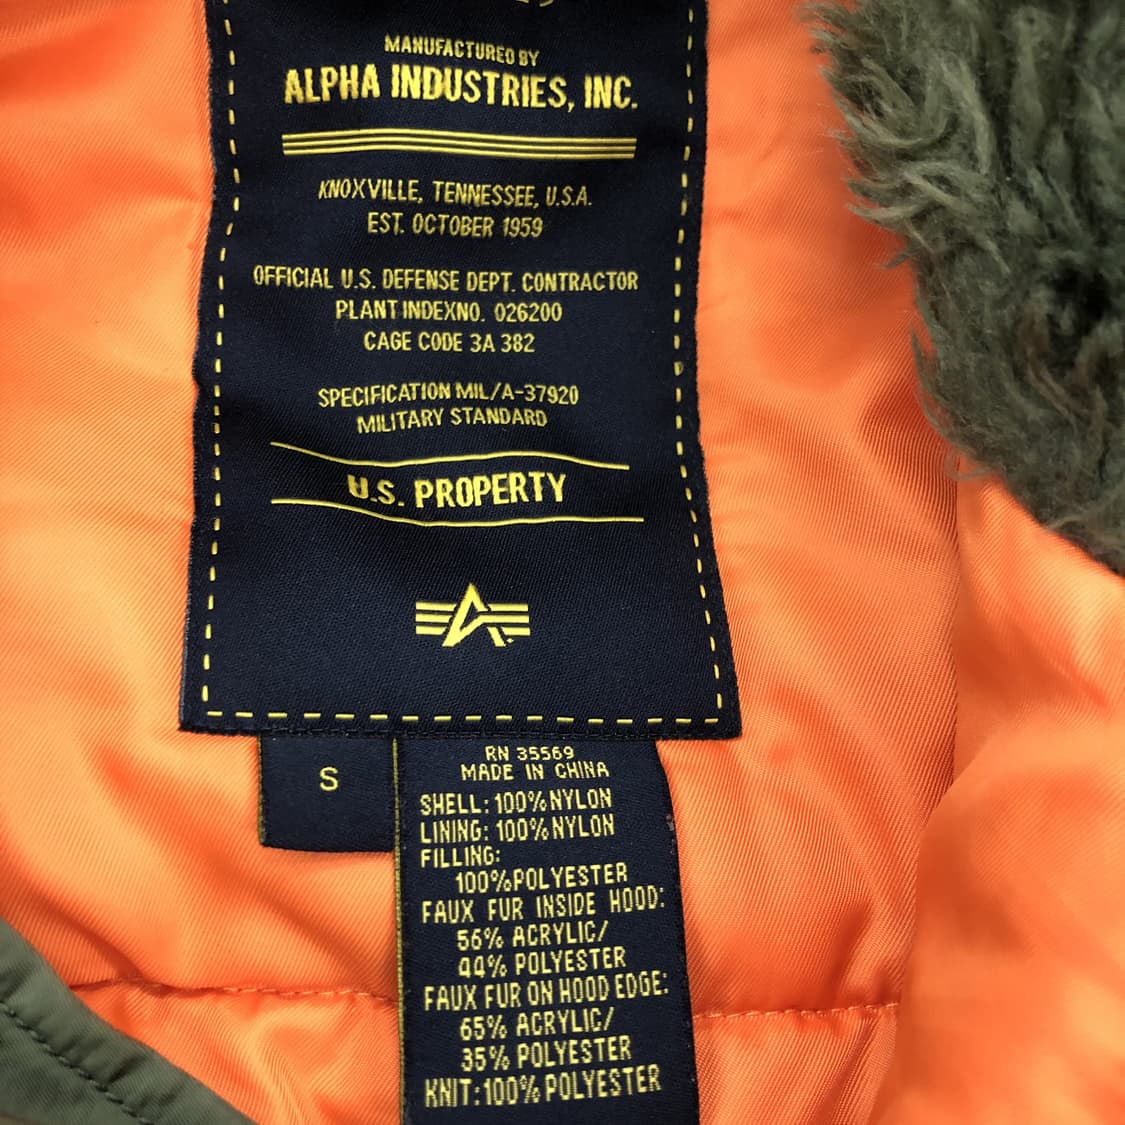 MANUFACTURED BY
ALPHA INDUSTRIES, INC.
KNOXVILLE, TENNESSEE, U.S.A.
EST. OCTOBER 1959
OFFICIAL U.S. DEFENSE DEPT. CONTRACTOR
PLANT INDEXNO. 026200
CAGE CODE 3A 382
SPECIFICATION MIL/A-37920
MILITARY STANDARD
U.S. PROPERTY
S
RN 35569
MADE IN CHINA
SHELL: 100% NYLON
LINING: 100% NYLON
FILLING:
100% POLYESTER
FAUX FUR INSIDE HOOD:
56% ACRYLIC/
44% POLYESTER
FAUX FUR ON HOOD EDGE:
65% ACRYLIC/
35% POLYESTER
KNIT: 100% POLYESTER